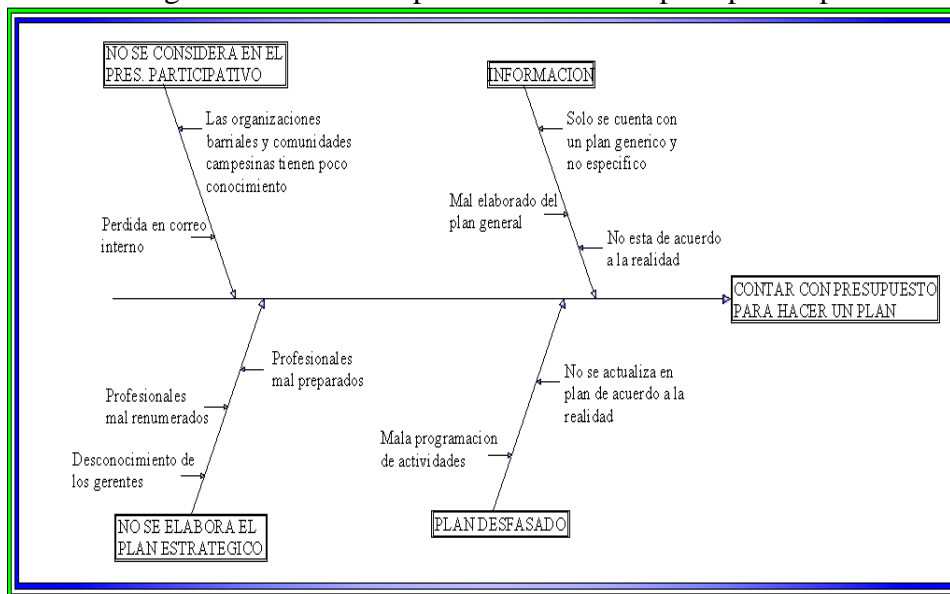 NO SE CONSIDERA EN EL
PRES. PARTICIPATIVO
INFORMACION
Las organizaciones
barriales y comunidades
campesinas tienen poco
conocimiento
Solo se cuenta con
un plan generico y
no especifico
Perdida en correo
interno
Mal elaborado del
plan general
No esta de acuerdo
a la realidad
CONTAR CON PRESUPUESTO
PARA HACER UN PLAN
Profesionales
mal preparados
No se actualiza en
plan de acuerdo a la
realidad
Profesionales
mal renumerados
Mala programacion
de actividades
Desconocimiento de
los gerentes
NO SE ELABORA EL
PLAN ESTRATEGICO
PLAN DESFASADO